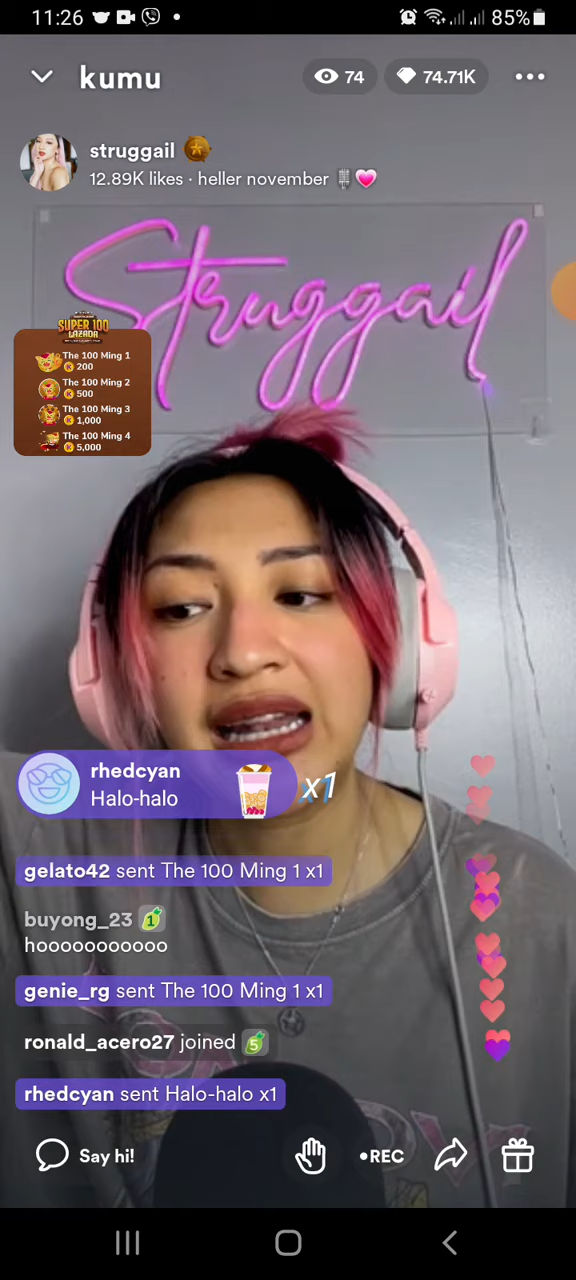 11:26
85%
kumu
74
74.71K
struggail
12.89K likes · heller november
Struggail
SUPER 100
LAZADA
The 100 Ming 1
200
The 100 Ming 2
500
The 100 Ming 3
1,000
The 100 Ming 4
5,000
rhedcyan
Halo-halo
x1
gelato42 sent The 100 Ming 1 x1
buyong_23 1
hooooooooooo
genie_rg sent The 100 Ming 1 x1
ronald_acero27 joined 5
rhedcyan sent Halo-halo x1
Say hi!
•REC